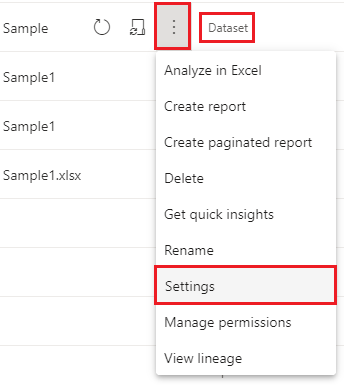 Sample
Dataset
Sample1
Analyze in Excel
Create report
Sample1
Create paginated report
Sample1.xlsx
Delete
Get quick insights
Rename
Settings
Manage permissions
View lineage